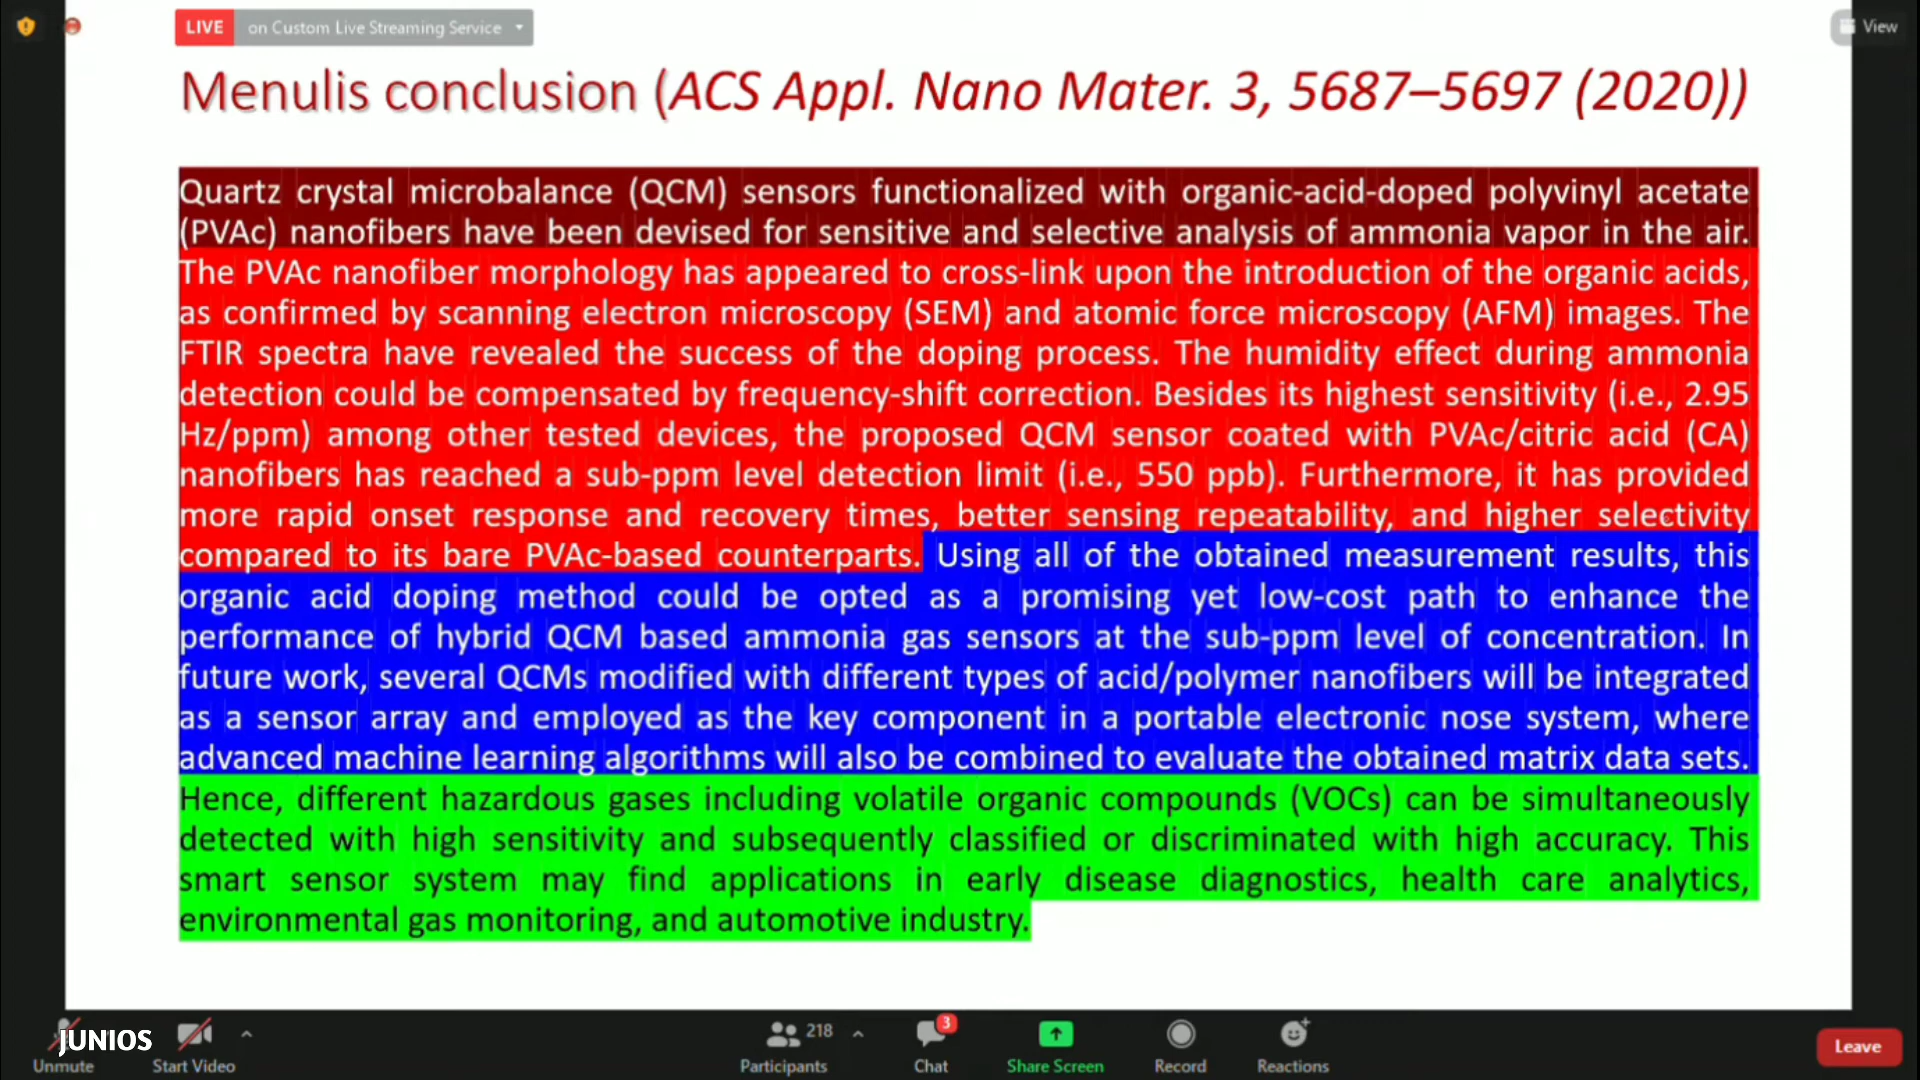 LIVE on Custom Live Streaming Service
View
Menulis conclusion (ACS Appl. Nano Mater. 3, 5687–5697 (2020))
Quartz crystal microbalance (QCM) sensors functionalized with organic-acid-doped polyvinyl acetate
(PVAc) nanofibers have been devised for sensitive and selective analysis of ammonia vapor in the air.
The PVAc nanofiber morphology has appeared to cross-link upon the introduction of the organic acids,
as confirmed by scanning electron microscopy (SEM) and atomic force microscopy (AFM) images. The
FTIR spectra have revealed the success of the doping process. The humidity effect during ammonia
detection could be compensated by frequency-shift correction. Besides its highest sensitivity (i.e., 2.95
Hz/ppm) among other tested devices, the proposed QCM sensor coated with PVAc/citric acid (CA)
nanofibers has reached a sub-ppm level detection limit (i.e., 550 ppb). Furthermore, it has provided
more rapid onset response and recovery times, better sensing repeatability, and higher selectivity
compared to its bare PVAc-based counterparts. Using all of the obtained measurement results, this
organic acid doping method could be opted as a promising yet low-cost path to enhance the
performance of hybrid QCM based ammonia gas sensors at the sub-ppm level of concentration. In
future work, several QCMs modified with different types of acid/polymer nanofibers will be integrated
as a sensor array and employed as the key component in a portable electronic nose system, where
advanced machine learning algorithms will also be combined to evaluate the obtained matrix data sets.
Hence, different hazardous gases including volatile organic compounds (VOCs) can be simultaneously
detected with high sensitivity and subsequently classified or discriminated with high accuracy. This
smart sensor system may find applications in early disease diagnostics, health care analytics,
environmental gas monitoring, and automotive industry.
JUNIOS
218
3
Unmute Start Video Participants Chat Share Screen Record Reactions Leave